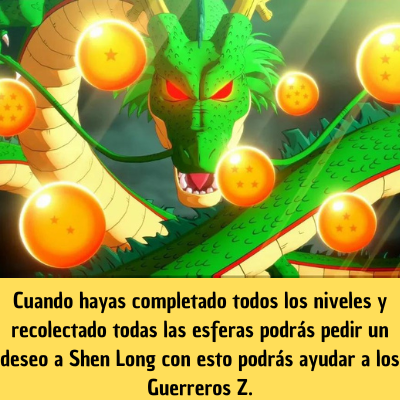 Cuando hayas completado todos los niveles y
recolectado todas las esferas podrás pedir un
deseo a Shen Long con esto podrás ayudar a los
Guerreros Z.